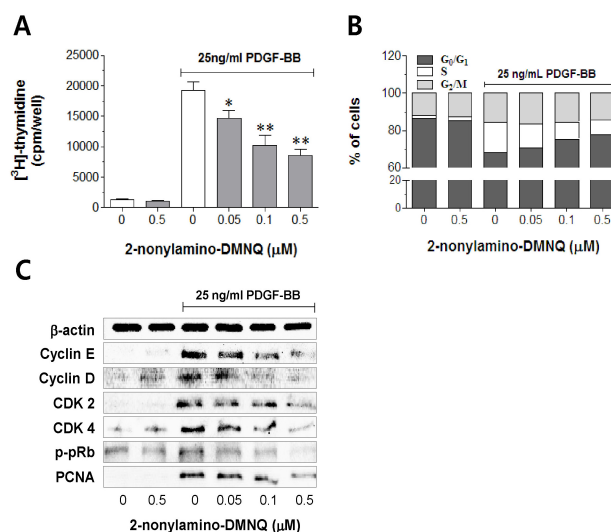 A
25ng/ml PDGF-BB
[³H]-thymidine
(cpm/well)
25000
20000
15000
10000
5000
0
*
**
**
0 0.5 0 0.05 0.1 0.5
2-nonylamino-DMNQ (μM)
B
G₀/G₁
S
G₂/M
25 ng/mL PDGF-BB
% of cells
120
100
80
60
20
0
0 0.5 0 0.05 0.1 0.5
2-nonylamino-DMNQ (μM)
C
25 ng/ml PDGF-BB
β-actin
Cyclin E
Cyclin D
CDK 2
CDK 4
p-pRb
PCNA
0 0.5 0 0.05 0.1 0.5
2-nonylamino-DMNQ (μM)